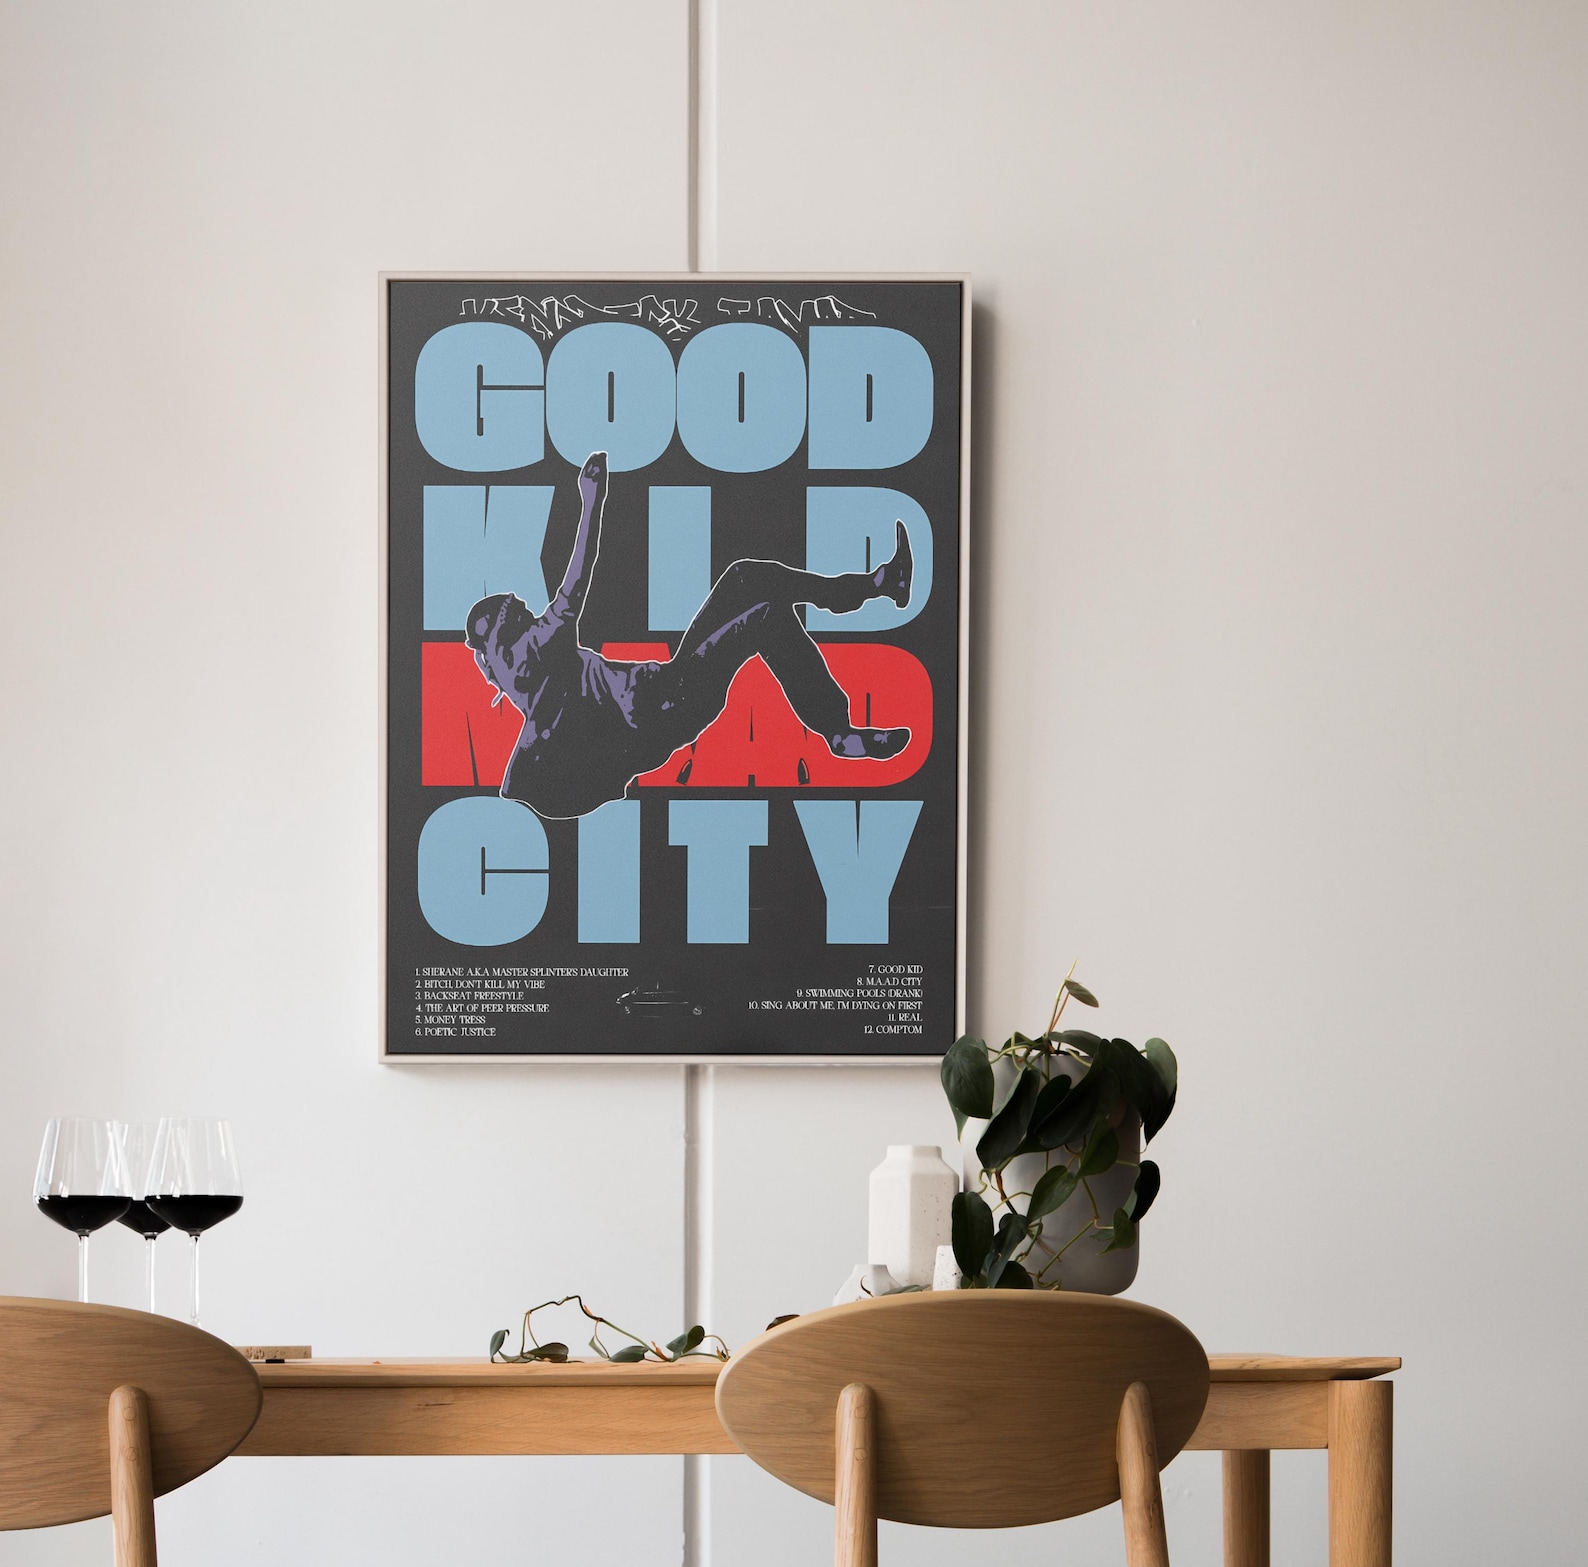 GOOD
KID
MAAD
CITY
1. SHERANE A.K.A MASTER SPLINTER'S DAUGHTER
2. BITCH, DON'T KILL MY VIBE
3. BACKSEAT FREESTYLE
4. THE ART OF PEER PRESSURE
5. MONEY TRESS
6. POETIC JUSTICE
7. GOOD KID
8. M.A.A.D CITY
9. SWIMMING POOLS (DRANK)
10. SING ABOUT ME, I'M DYING ON FIRST
11. REAL
12. COMPTOM